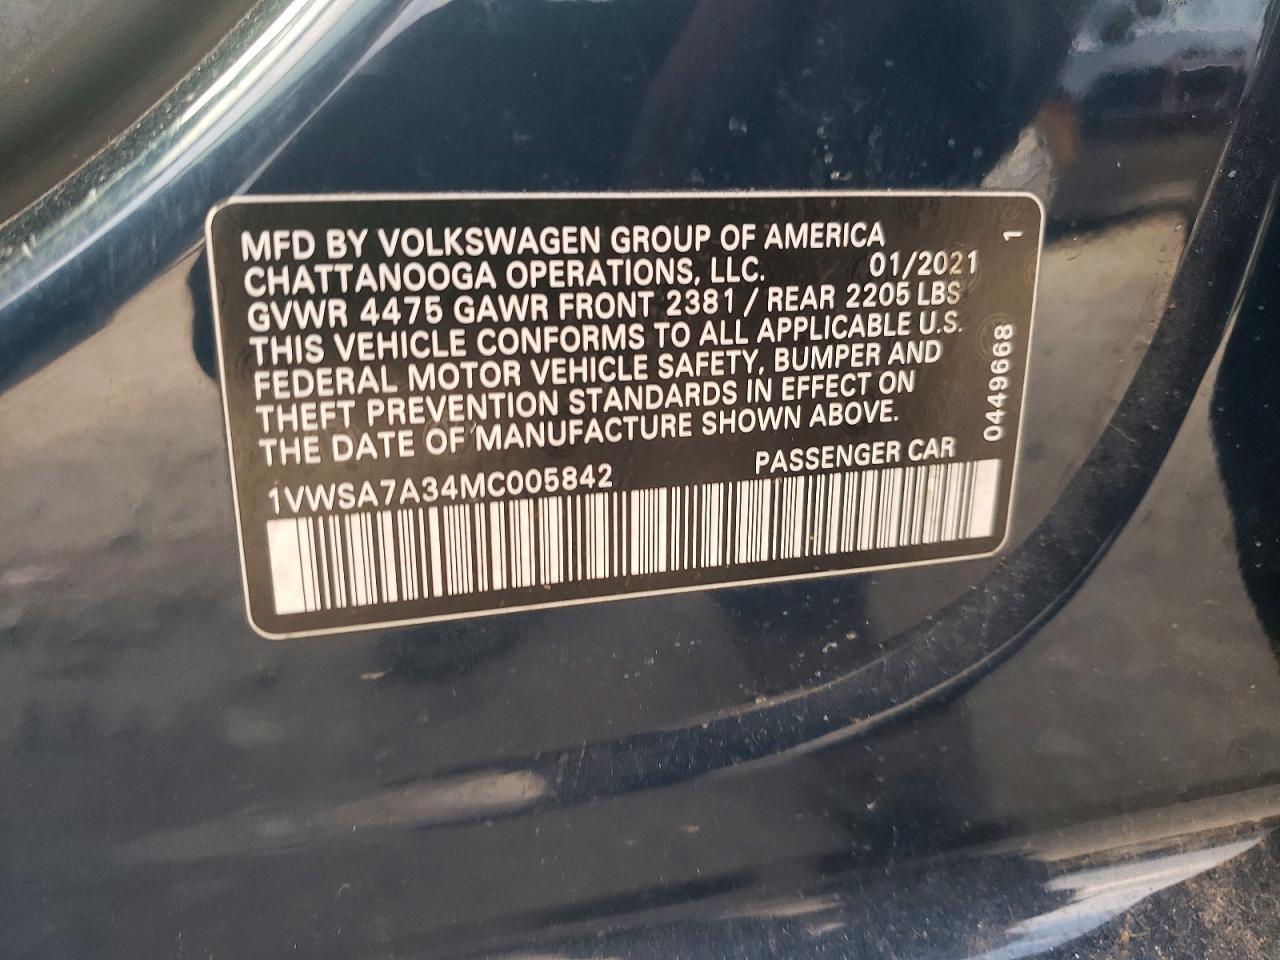 MFD BY VOLKSWAGEN GROUP OF AMERICA
CHATTANOOGA OPERATIONS, LLC. 01/2021
GVWR 4475 GAWR FRONT 2381 / REAR 2205 LBS
THIS VEHICLE CONFORMS TO ALL APPLICABLE U.S.
FEDERAL MOTOR VEHICLE SAFETY, BUMPER AND
THEFT PREVENTION STANDARDS IN EFFECT ON
THE DATE OF MANUFACTURE SHOWN ABOVE.
1VWSA7A34MC005842 PASSENGER CAR
0449668 1